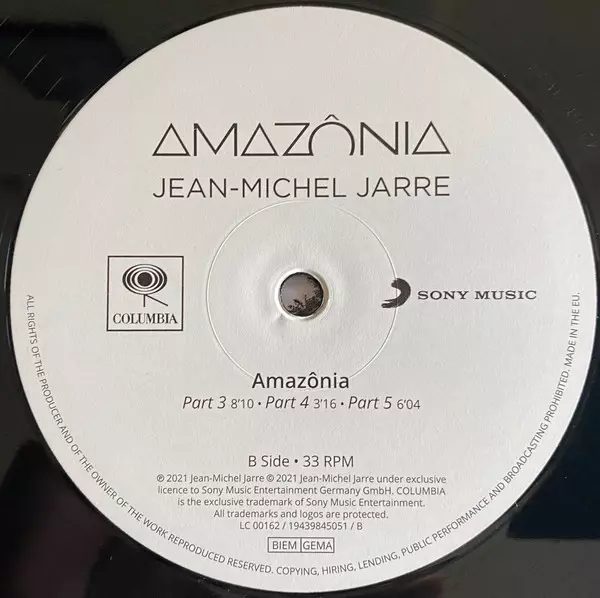 AMAZÔNIA
JEAN-MICHEL JARRE
COLUMBIA
SONY MUSIC
Amazônia
Part 3 8'10 • Part 4 3'16 • Part 5 6'04
B Side • 33 RPM
℗ 2021 Jean-Michel Jarre © 2021 Jean-Michel Jarre under exclusive
licence to Sony Music Entertainment Germany GmbH. COLUMBIA
is the exclusive trademark of Sony Music Entertainment.
All trademarks and logos are protected.
LC 00162 / 19439845051 / B
BIEM GEMA
ALL RIGHTS OF THE PRODUCER AND OF THE OWNER OF THE WORK REPRODUCED RESERVED. COPYING, HIRING, LENDING, PUBLIC PERFORMANCE AND BROADCASTING PROHIBITED. MADE IN THE EU.